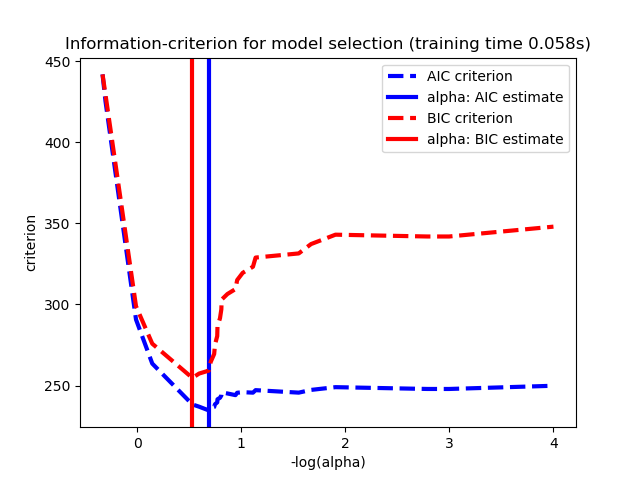 Information-criterion for model selection (training time 0.058s)
AIC criterion
alpha: AIC estimate
BIC criterion
alpha: BIC estimate
criterion
450
400
350
300
250
0 1 2 3 4
-log(alpha)